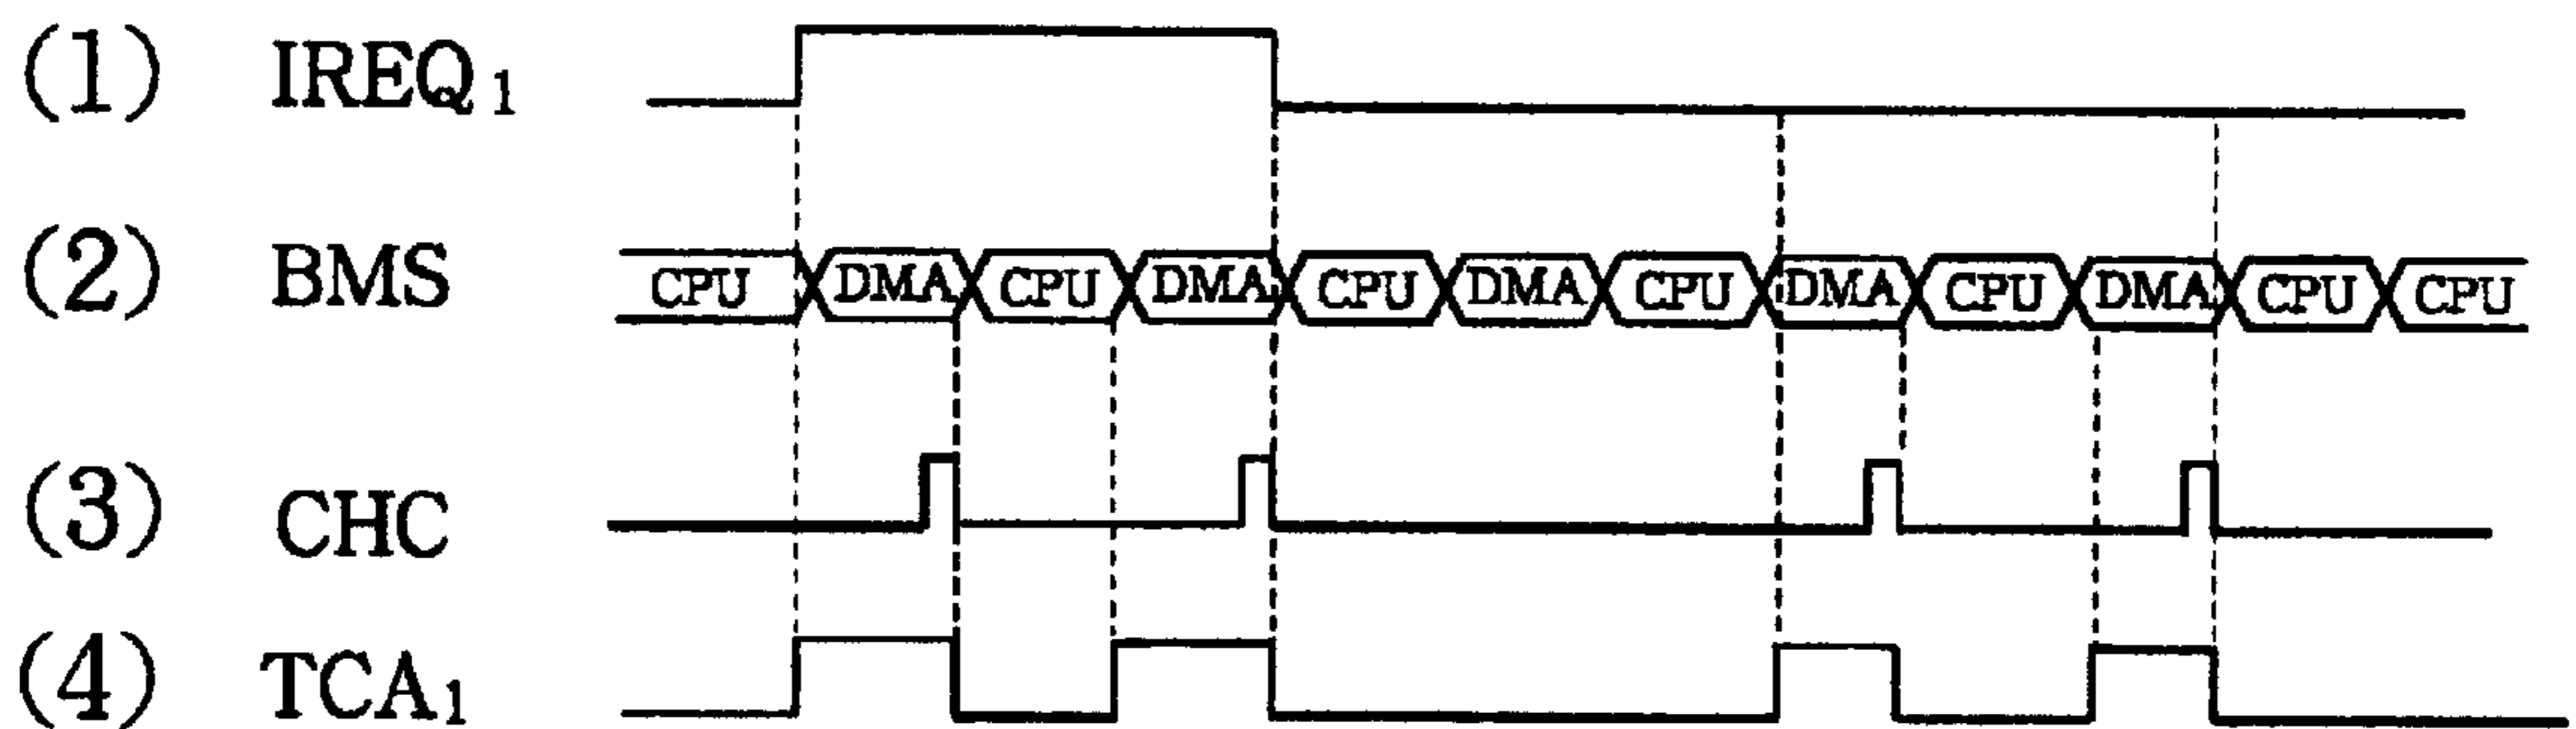 (1) IREQ₁
(2) BMS CPU DMA CPU DMA CPU DMA CPU DMA CPU DMA CPU CPU
(3) CHC
(4) TCA₁